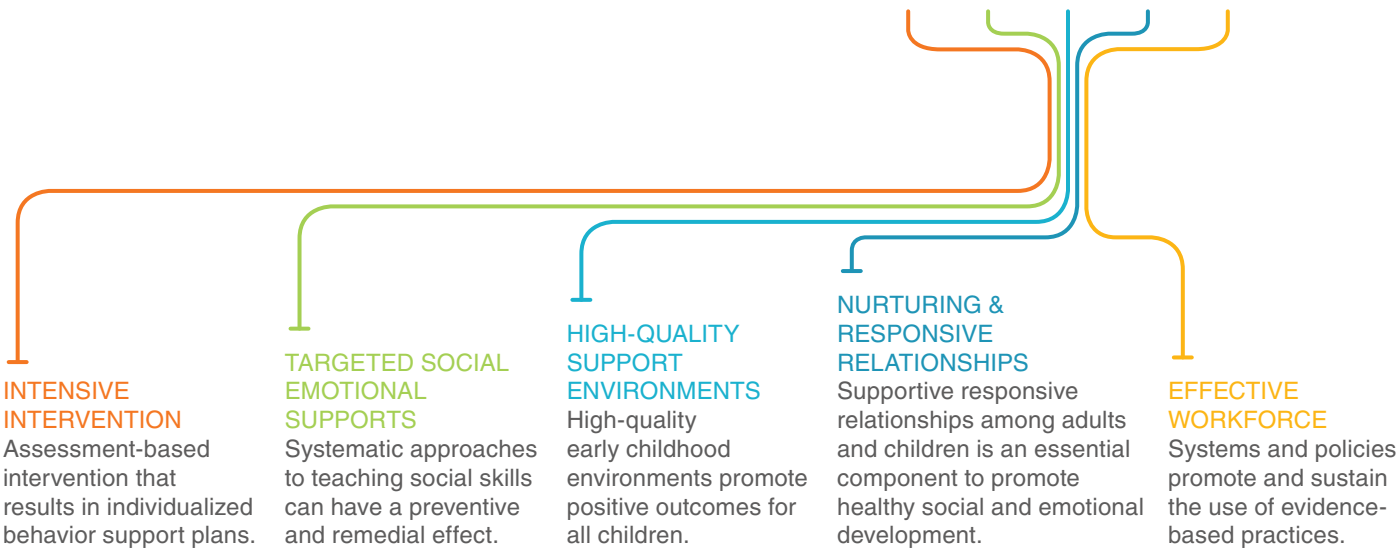 INTENSIVE
INTERVENTION
Assessment-based
intervention that
results in individualized
behavior support plans.
TARGETED SOCIAL
EMOTIONAL
SUPPORTS
Systematic approaches
to teaching social skills
can have a preventive
and remedial effect.
HIGH-QUALITY
SUPPORT
ENVIRONMENTS
High-quality
early childhood
environments promote
positive outcomes for
all children.
NURTURING &
RESPONSIVE
RELATIONSHIPS
Supportive responsive
relationships among adults
and children is an essential
component to promote
healthy social and emotional
development.
EFFECTIVE
WORKFORCE
Systems and policies
promote and sustain
the use of evidence-
based practices.